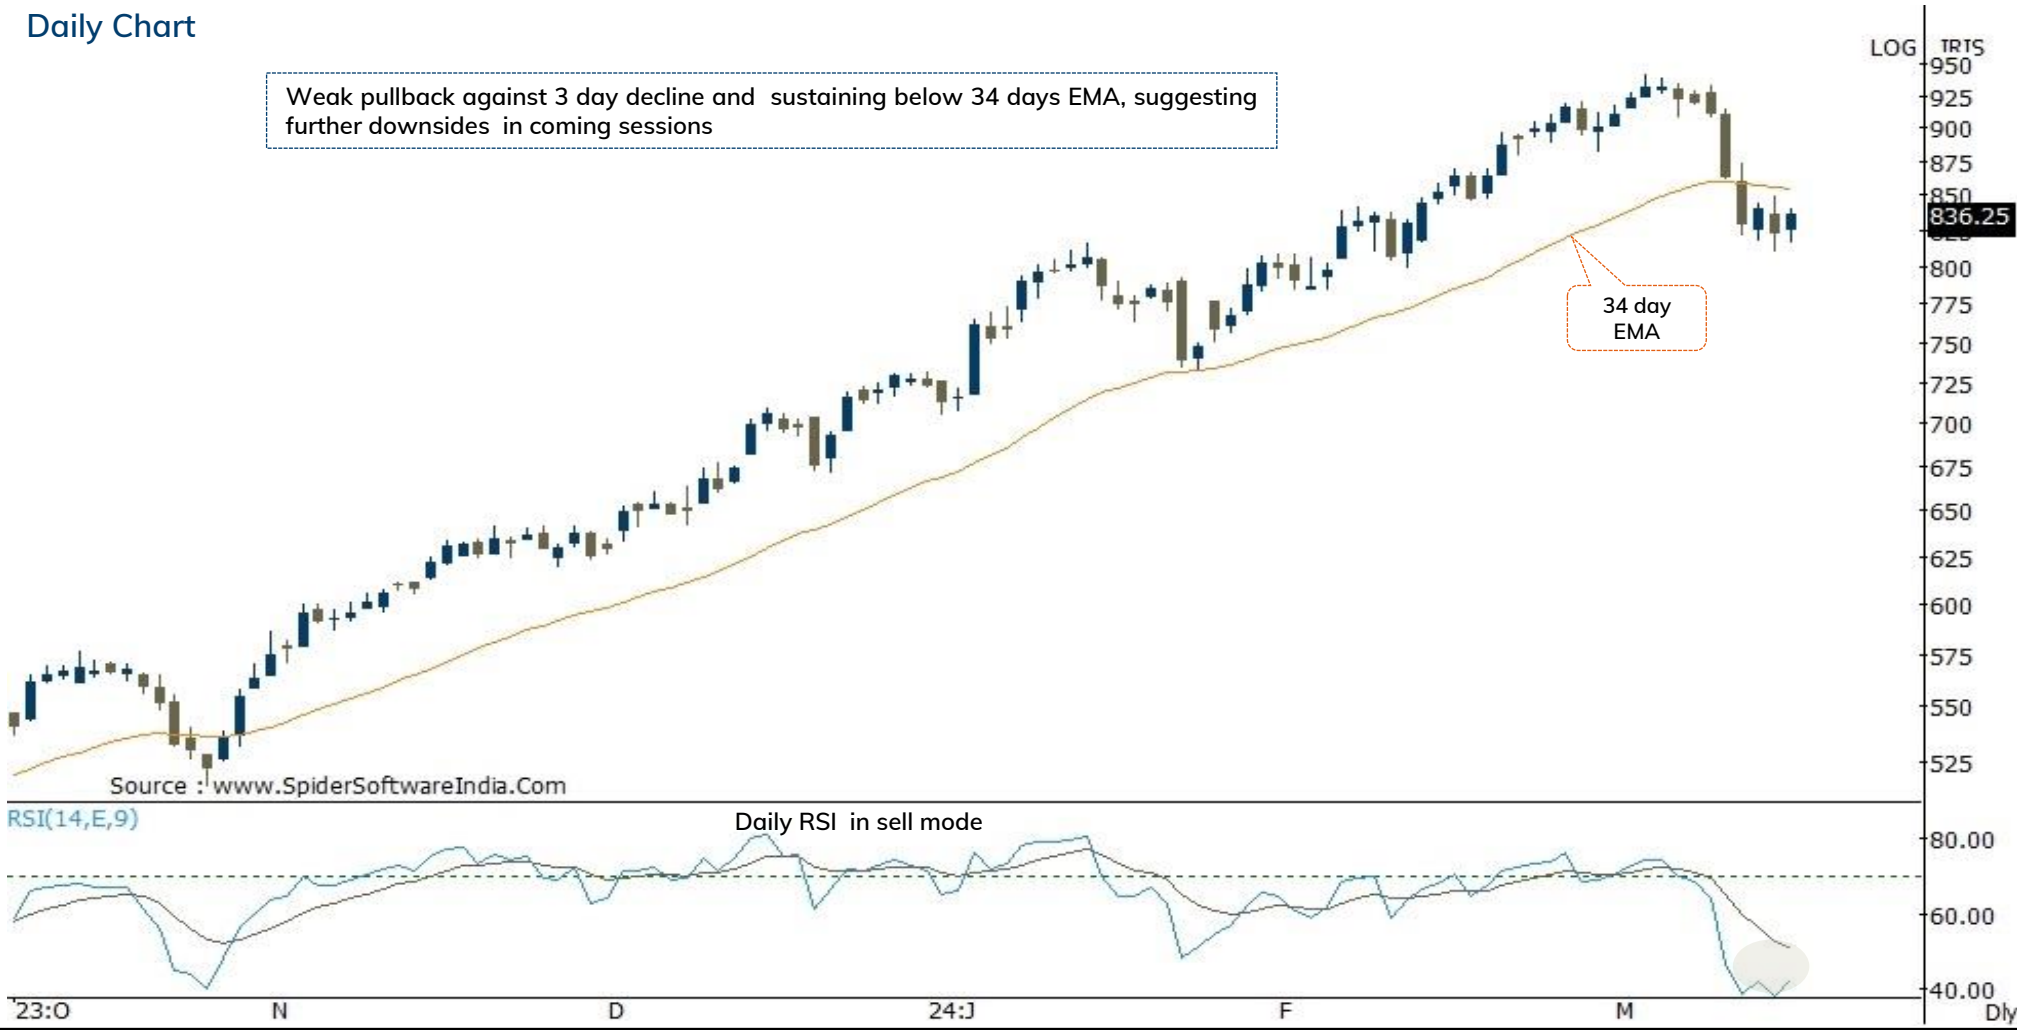 Daily Chart
LOG
Weak pullback against 3 day decline and sustaining below 34 days EMA, suggesting
further downsides in coming sessions
950
925
900
875
850
836.25
800
775
750
725
700
675
650
625
600
575
550
525
34 day
EMA
Source : www.SpiderSoftwareIndia.Com
RSI(14,E,9)
Daily RSI in sell mode
80.00
60.00
40.00
'23:O N D 24:J F M Dly